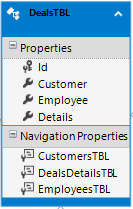 DealsTBL
Properties
Id
Customer
Employee
Details
Navigation Properties
CustomersTBL
DealsDetailsTBL
EmployeesTBL